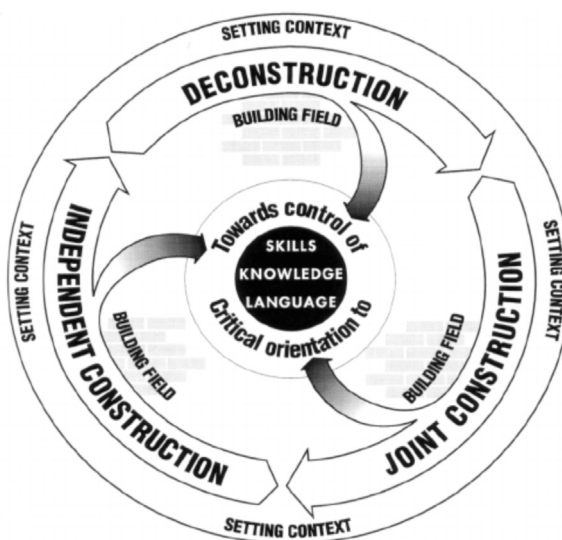 SETTING CONTEXT
DECONSTRUCTION
BUILDING FIELD
SETTING CONTEXT
INDEPENDENT CONSTRUCTION
BUILDING FIELD
Towards control of
SKILLS
KNOWLEDGE
LANGUAGE
Critical orientation to
BUILDING FIELD
JOINT CONSTRUCTION
SETTING CONTEXT
SETTING CONTEXT